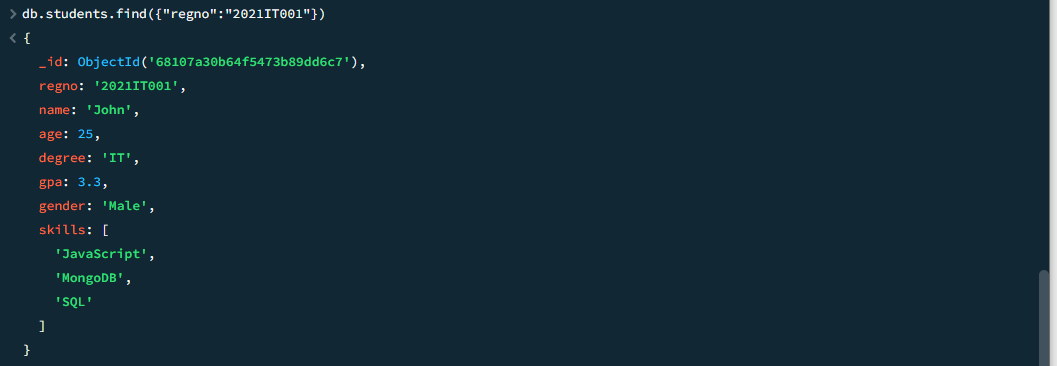 > db.students.find({"regno":"2021IT001"})
< {
_id: ObjectId('68107a30b64f5473b89dd6c7'),
regno: '2021IT001',
name: 'John',
age: 25,
degree: 'IT',
gpa: 3.3,
gender: 'Male',
skills: [
'JavaScript',
'MongoDB',
'SQL'
]
}